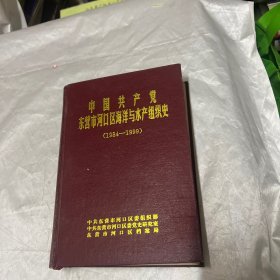 中国共产党
东营市河口区海洋与水产组织史
（1984—1999）
中共东营市河口区委组织部
中共东营市河口区委党史研究室
东营市河口区档案局